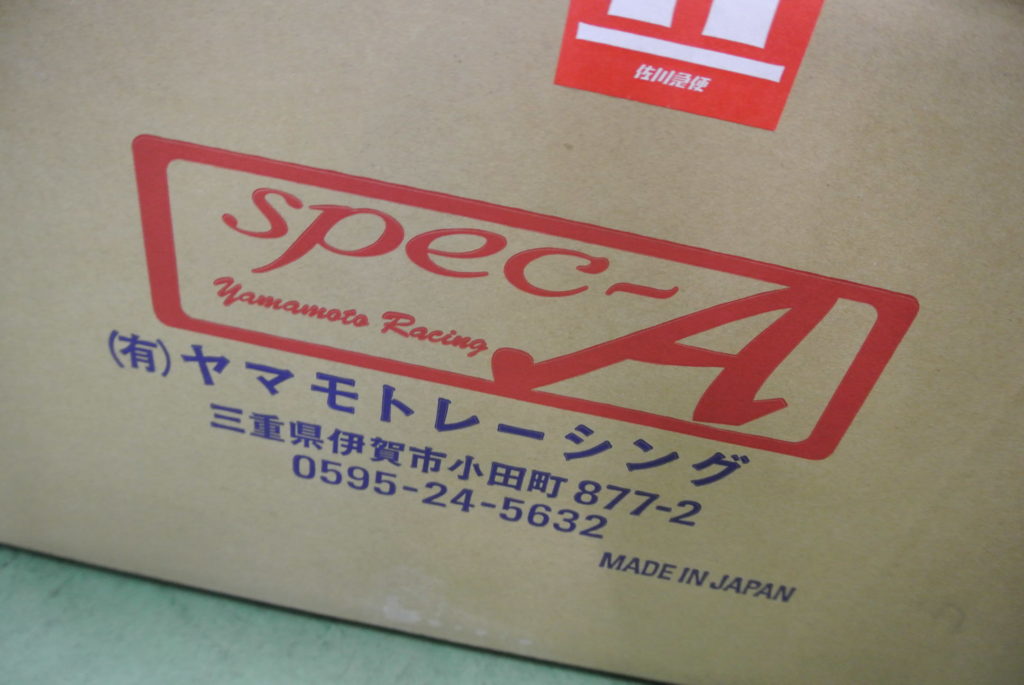 佐川急便
spec-A
Yamamoto Racing
(有)ヤマモトレーシング
三重県伊賀市小田町877-2
0595-24-5632
MADE IN JAPAN